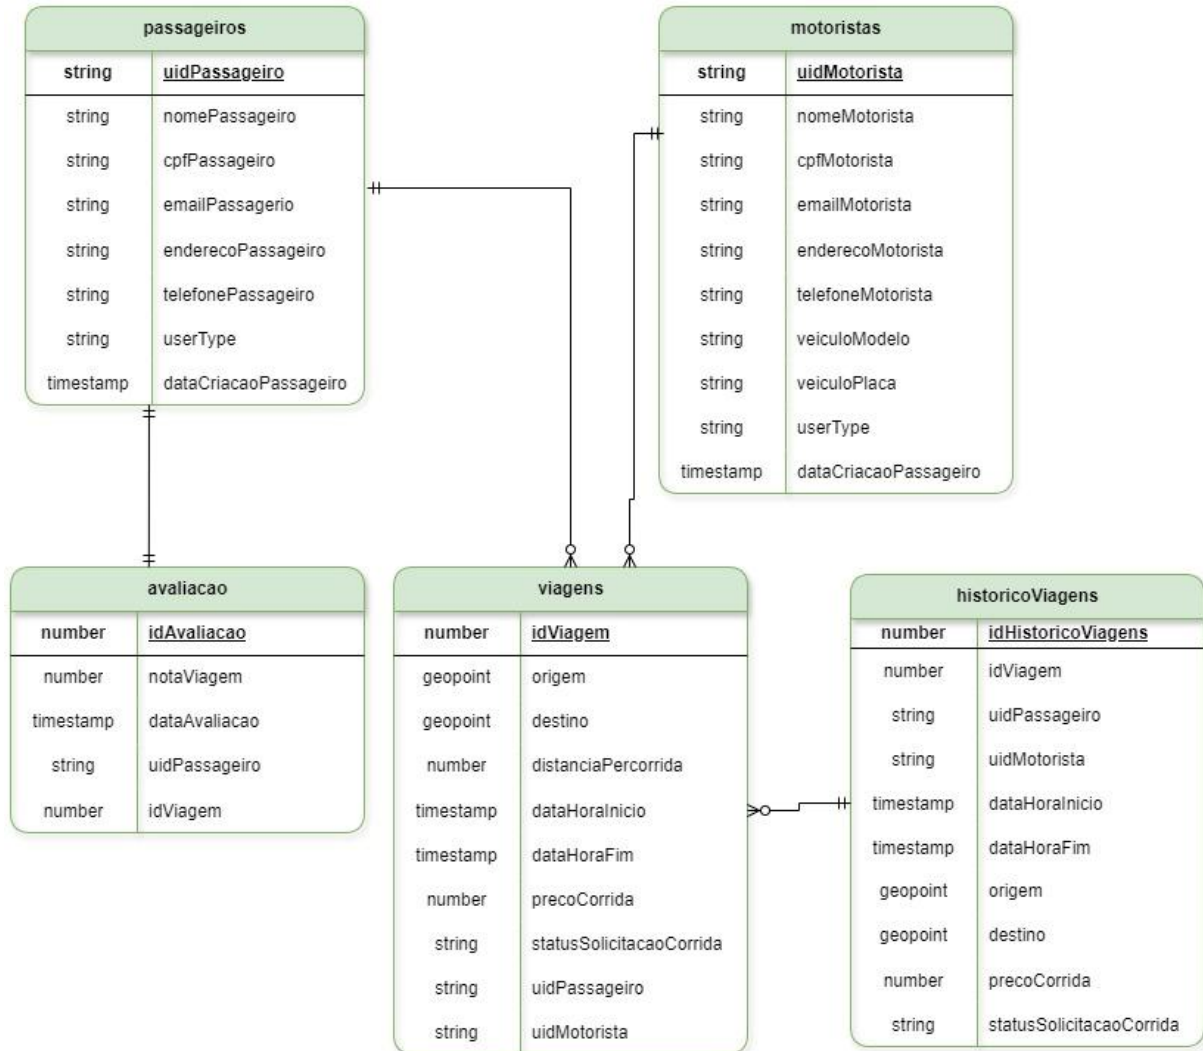 passageiros
string uidPassageiro
string nomePassageiro
string cpfPassageiro
string emailPassagerio
string enderecoPassageiro
string telefonePassageiro
string userType
timestamp dataCriacaoPassageiro
motoristas
string uidMotorista
string nomeMotorista
string cpfMotorista
string emailMotorista
string enderecoMotorista
string telefoneMotorista
string veiculoModelo
string veiculoPlaca
string userType
timestamp dataCriacaoPassageiro
avaliacao
number idAvaliacao
number notaViagem
timestamp dataAvaliacao
string uidPassageiro
number idViagem
viagens
number idViagem
geopoint origem
geopoint destino
number distanciaPercorrida
timestamp dataHoraInicio
timestamp dataHoraFim
number precoCorrida
string statusSolicitacaoCorrida
string uidPassageiro
string uidMotorista
historicoViagens
number idHistoricoViagens
number idViagem
string uidPassageiro
string uidMotorista
timestamp dataHoraInicio
timestamp dataHoraFim
geopoint origem
geopoint destino
number precoCorrida
string statusSolicitacaoCorrida